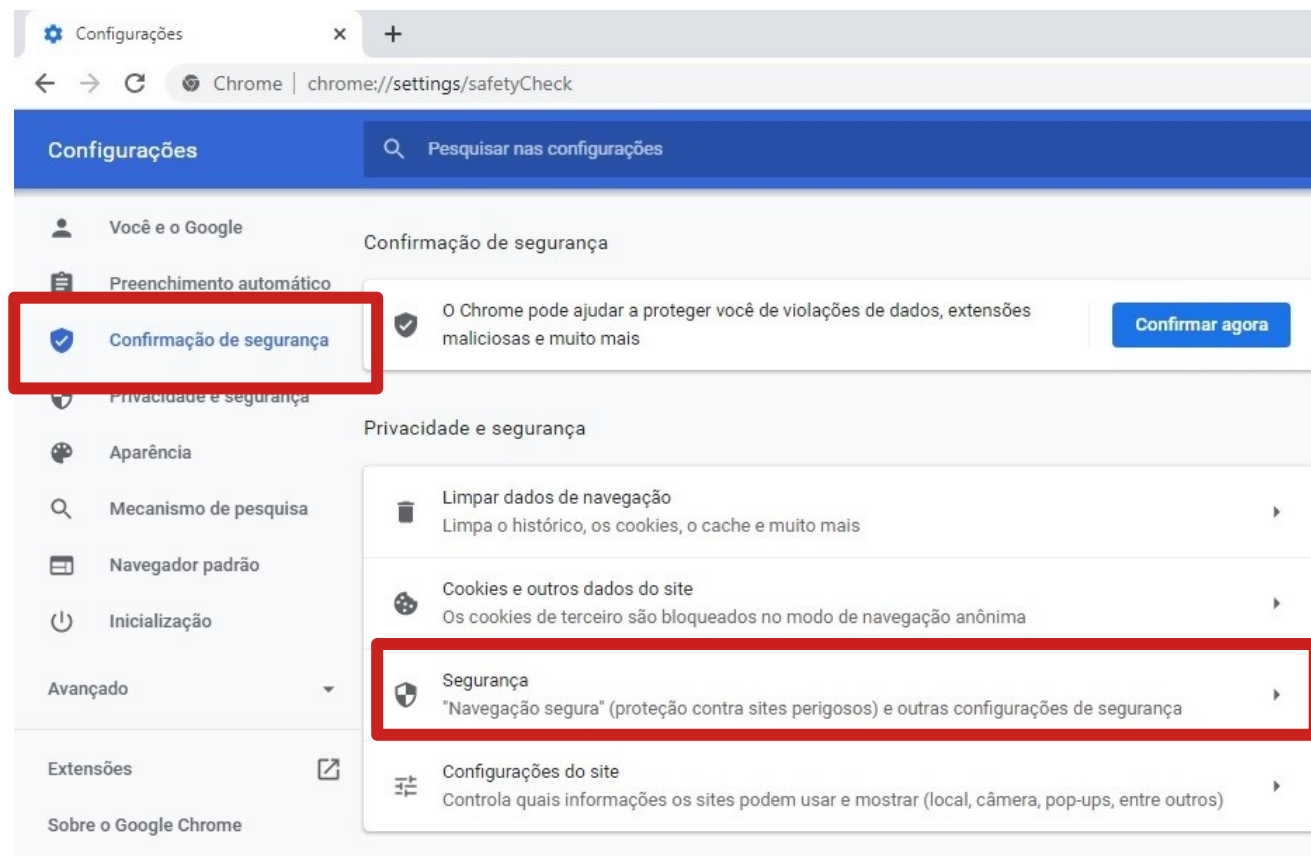 Configurações
Chrome | chrome://settings/safetyCheck
Configurações
Pesquisar nas configurações
Você e o Google
Preenchimento automático
Confirmação de segurança
Privacidade e segurança
Aparência
Mecanismo de pesquisa
Navegador padrão
Inicialização
Avançado
Extensões
Sobre o Google Chrome
Confirmação de segurança
O Chrome pode ajudar a proteger você de violações de dados, extensões
maliciosas e muito mais
Confirmar agora
Privacidade e segurança
Limpar dados de navegação
Limpa o histórico, os cookies, o cache e muito mais
Cookies e outros dados do site
Os cookies de terceiro são bloqueados no modo de navegação anônima
Segurança
"Navegação segura" (proteção contra sites perigosos) e outras configurações de segurança
Configurações do site
Controla quais informações os sites podem usar e mostrar (local, câmera, pop-ups, entre outros)